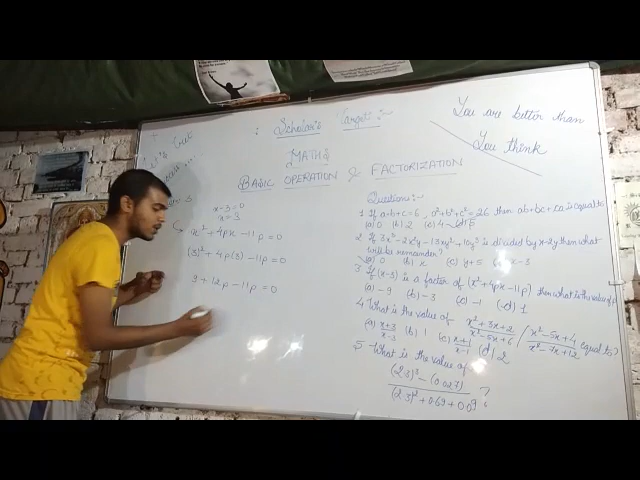 Scholar's Target :-
You are better than
You think
MATHS
BASIC OPERATION & FACTORIZATION
x-3=0
x=3
x²+4px-11p=0
(3)²+4p(3)-11p=0
9+12p-11p=0
Questions:-
1. If a+b+c=6, a²+b²+c²=26 then ab+bc+ca is equal to
(a) 0 (b) 2 (c) 4 (d) 5
2. If 3x³-2x²y-13xy²+10y³ is divided by x-2y then what
will be remainder?
(a) 0 (b) x (c) y+5 (d) x-3
3. If (x-3) is a factor of (x²+4px-11p) then what is the value of p
(a) -9 (b) -3 (c) -1 (d) 1
4. What is the value of x²+3x+2/x²-5x+6 / x²-5x+4/x²-7x+12 equal to?
(a) x+3/x-3 (b) 1 (c) x+1/x-1 (d) 2
5. What is the value of
(2.3)³-(0.027)/(2.3)²+0.69+0.09 ?